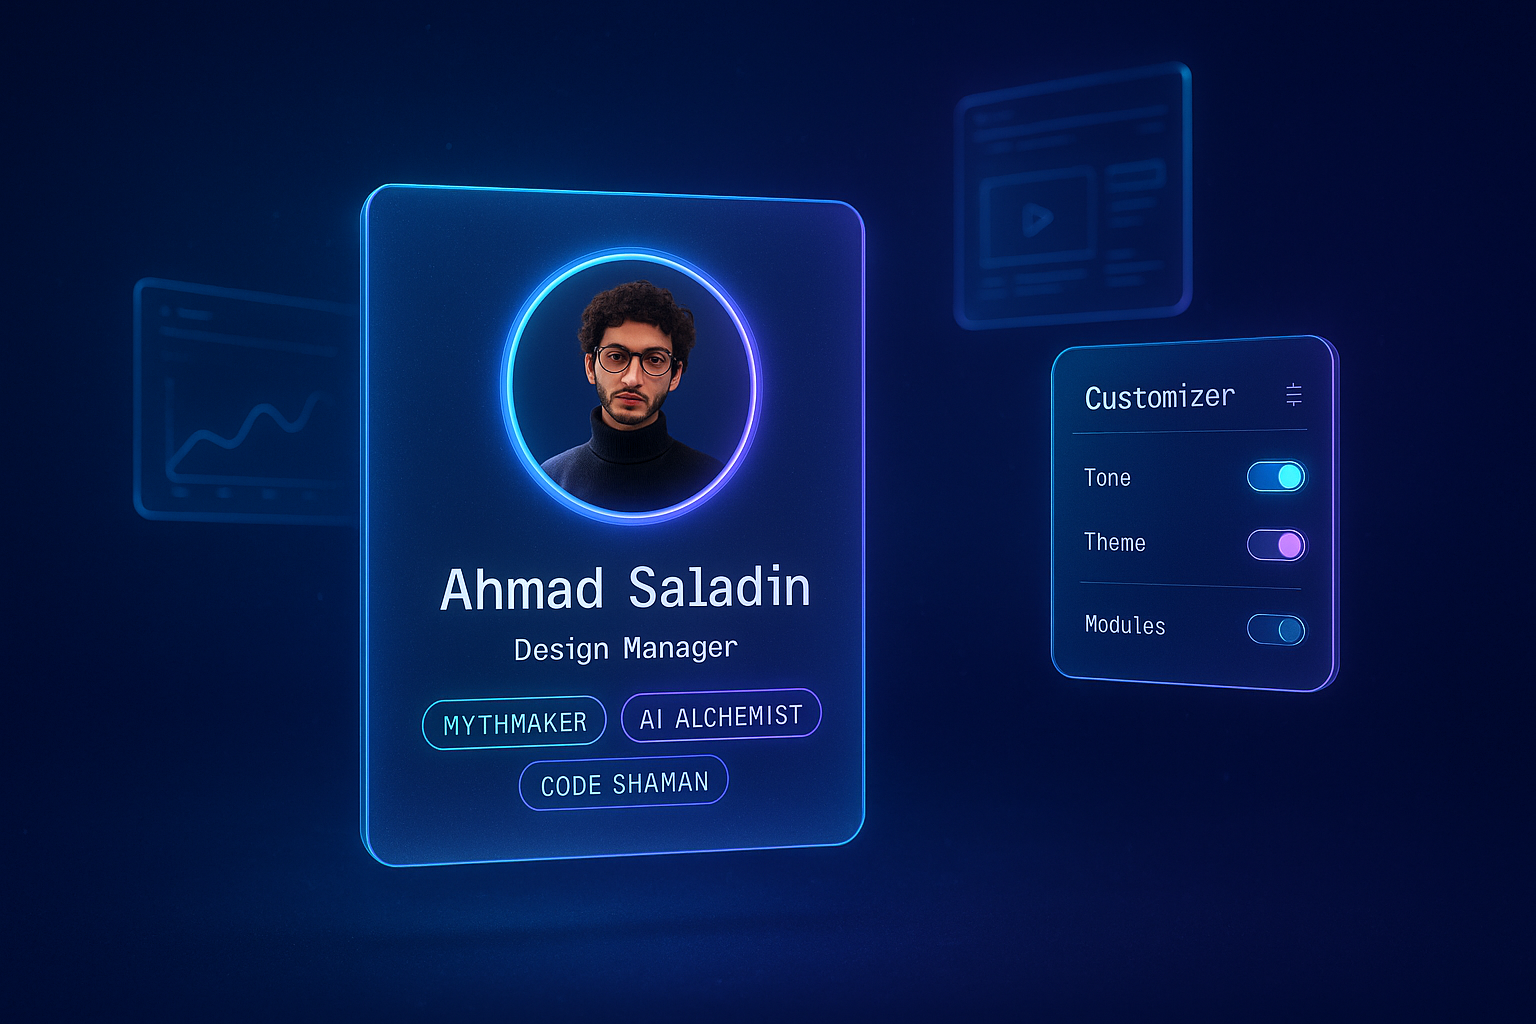 Ahmad Saladin
Design Manager
MYTHMAKER
AI ALCHEMIST
CODE SHAMAN
Customizer
Tone
Theme
Modules